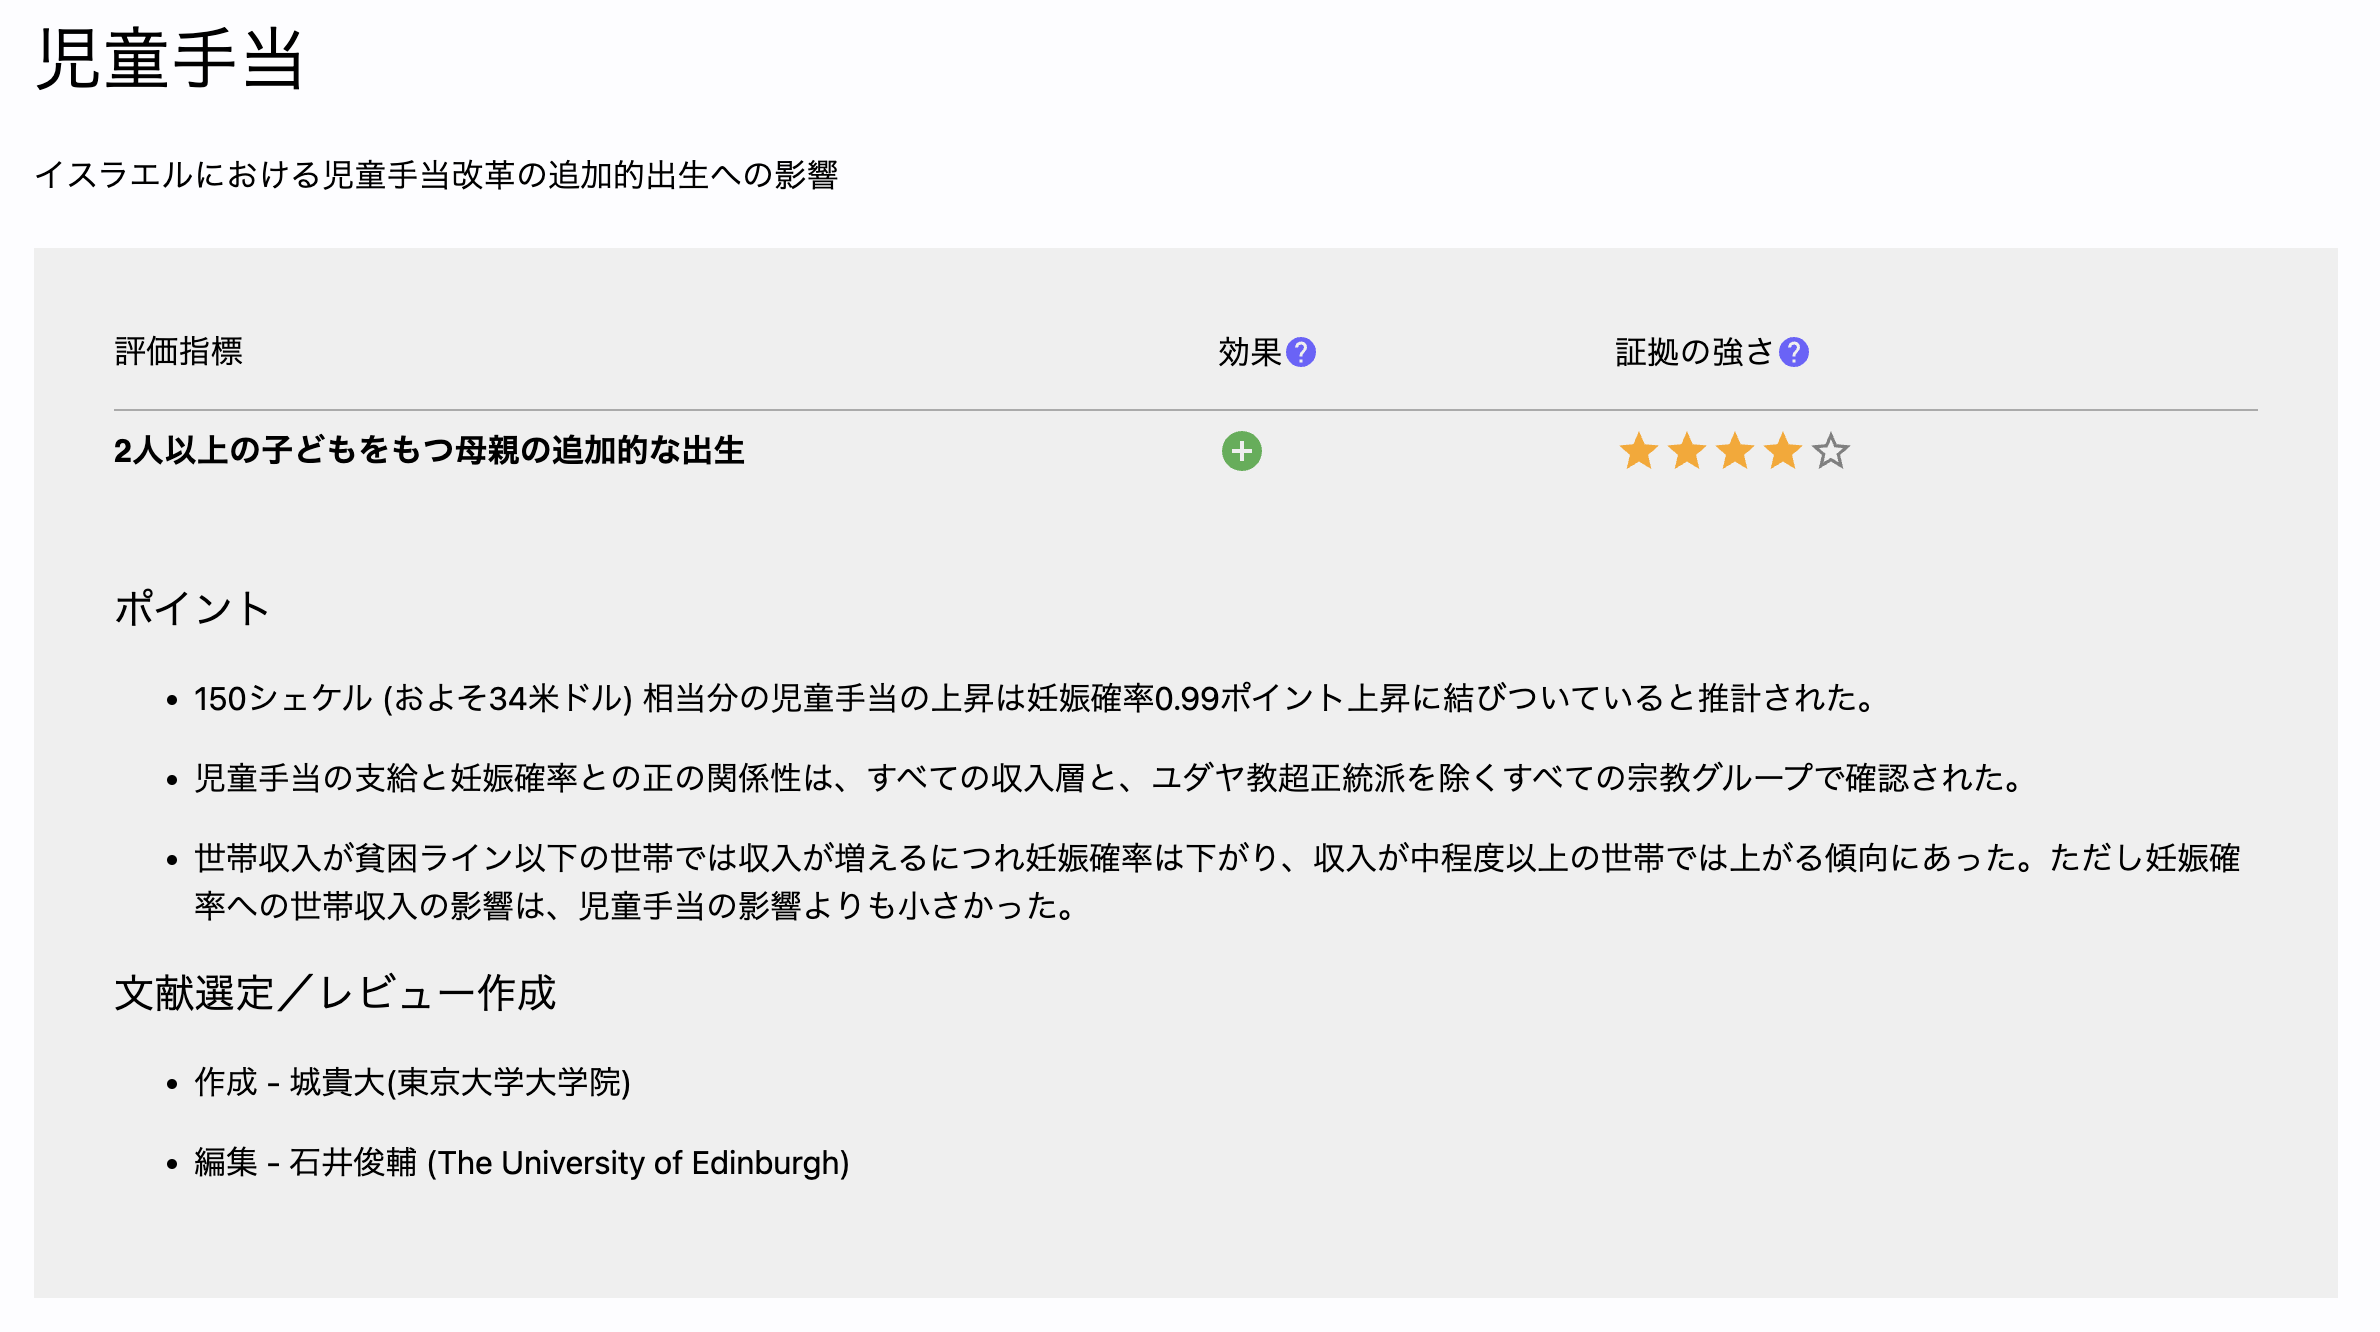 児童手当
イスラエルにおける児童手当改革の追加的出生への影響
評価指標 効果 ? 証拠の強さ ?
2人以上の子どもをもつ母親の追加的な出生
ポイント
• 150シェケル (およそ34米ドル) 相当分の児童手当の上昇は妊娠確率0.99ポイント上昇に結びついていると推計された。
• 児童手当の支給と妊娠確率との正の関係性は、すべての収入層と、ユダヤ教超正統派を除くすべての宗教グループで確認された。
• 世帯収入が貧困ライン以下の世帯では収入が増えるにつれ妊娠確率は下がり、収入が中程度以上の世帯では上がる傾向にあった。ただし妊娠確
率への世帯収入の影響は、児童手当の影響よりも小さかった。
文献選定／レビュー作成
• 作成 – 城貴大(東京大学大学院)
• 編集 – 石井俊輔 (The University of Edinburgh)